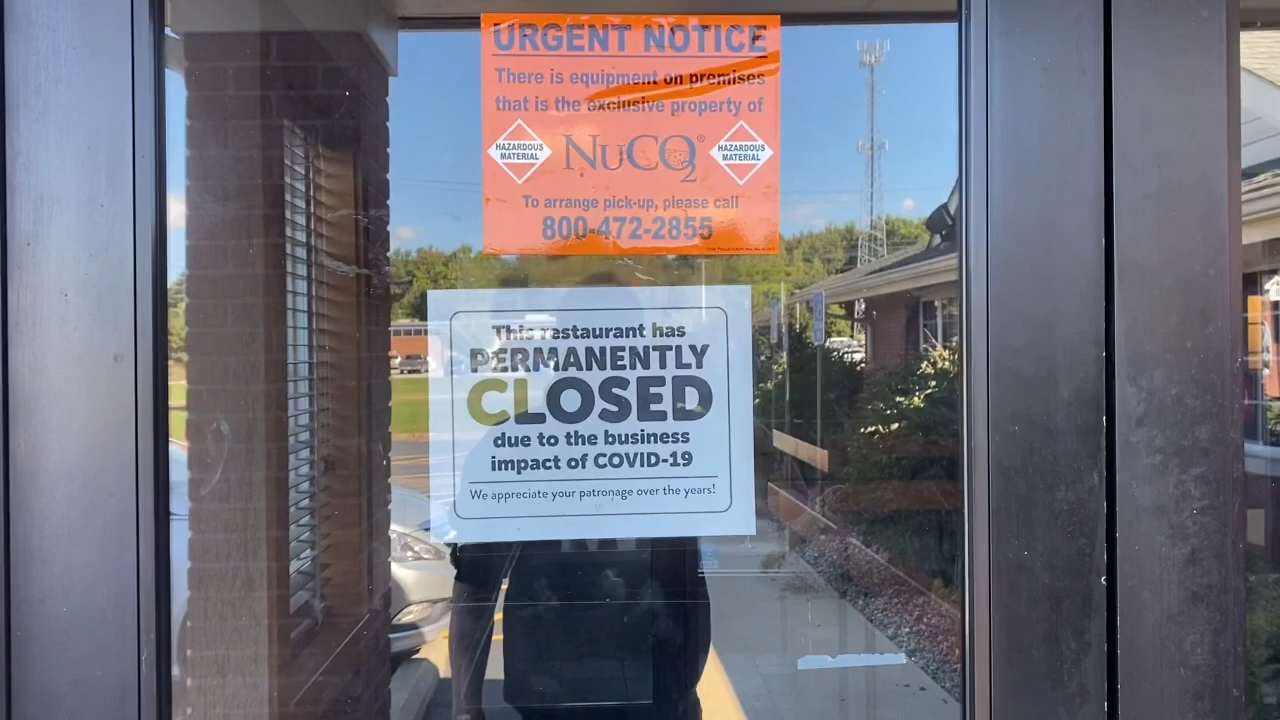 URGENT NOTICE
There is equipment on premises
that is the exclusive property of
HAZARDOUS
MATERIAL
NuCO2®
HAZARDOUS
MATERIAL
To arrange pick-up, please call
800-472-2855
This restaurant has
PERMANENTLY
CLOSED
due to the business
impact of COVID-19
We appreciate your patronage over the years!